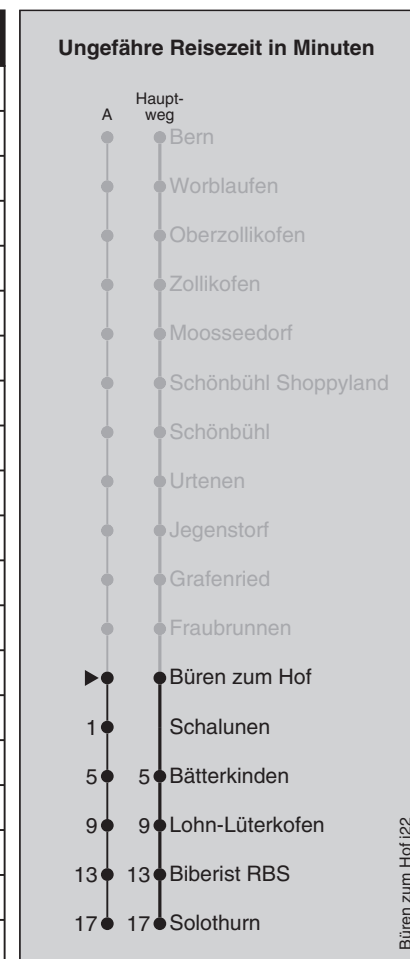 Ungefähre Reisezeit in Minuten
Haupt-
A weg
Bern
Worblaufen
Oberzollikofen
Zollikofen
Moosseedorf
Schönbühl Shoppyland
Schönbühl
Urtenen
Jegenstorf
Grafenried
Fraubrunnen
Büren zum Hof
1 Schalunen
5 5 Bätterkinden
9 9 Lohn-Lüterkofen
13 13 Biberist RBS
17 17 Solothurn
Büren zum Hof j22